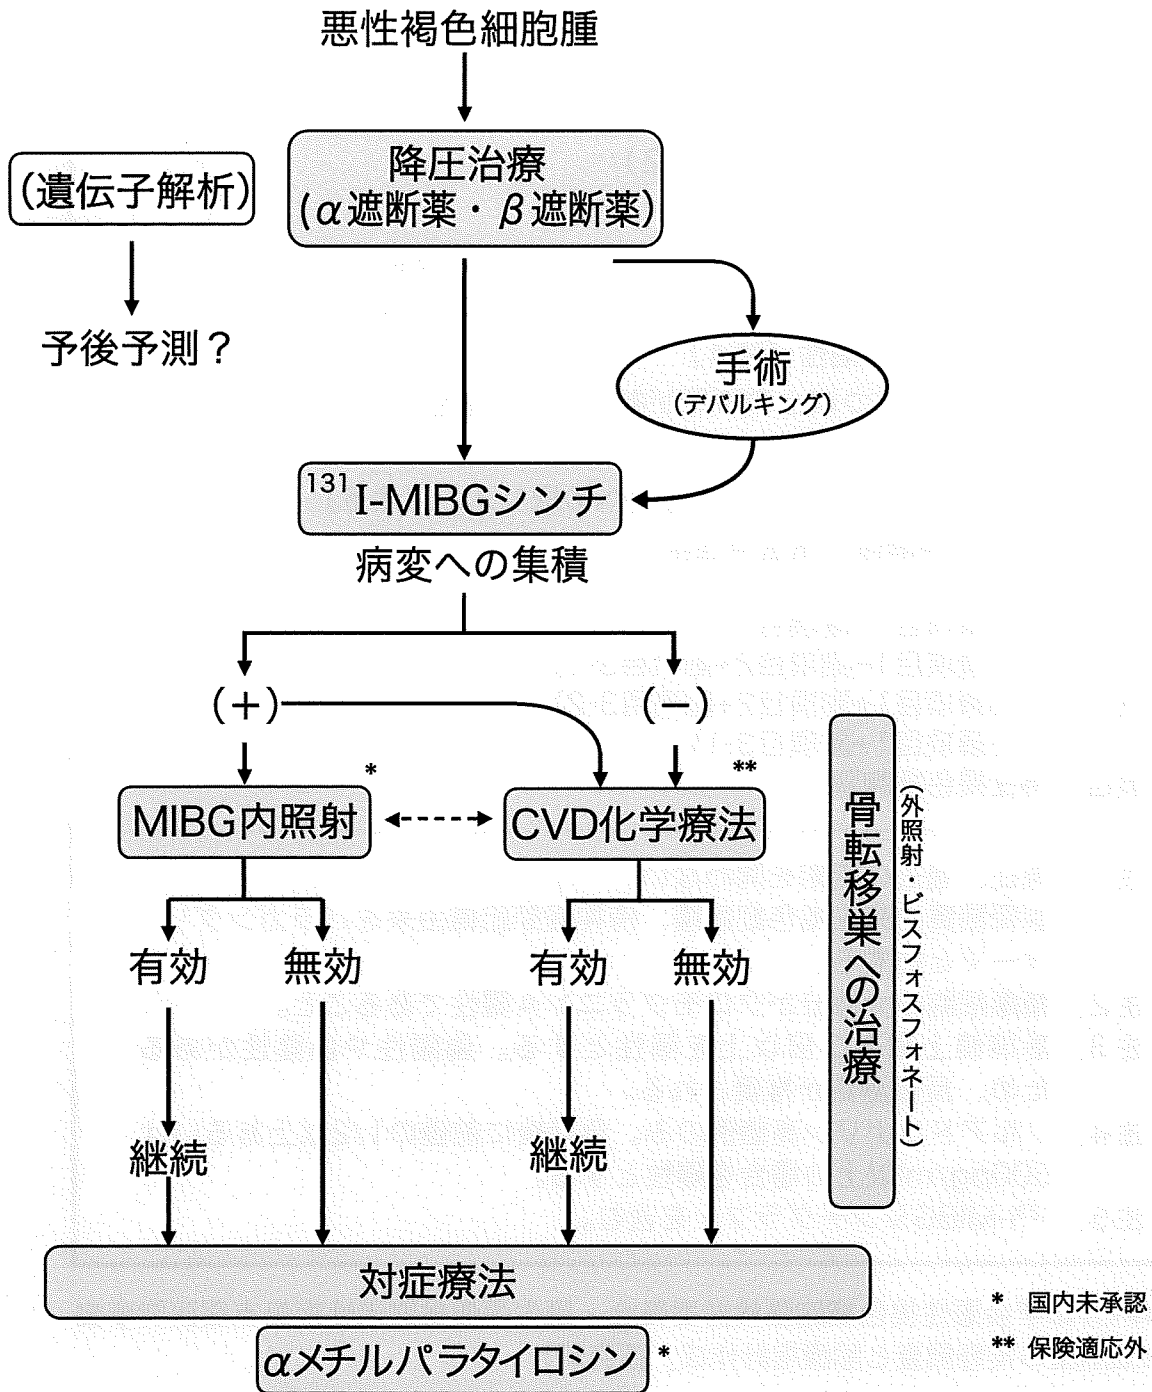 悪性褐色細胞腫
降圧治療
(α遮断薬・β遮断薬)
(遺伝子解析)
予後予測？
手術
(デバルキング)
¹³¹I-MIBGシンチ
病変への集積
(＋)
(－)
MIBG内照射
*
CVD化学療法
**
有効
無効
有効
無効
継続
継続
骨転移巣への治療
(外照射・ビスフォスフォネート)
対症療法
αメチルパラタイロシン *
* 国内未承認
** 保険適応外